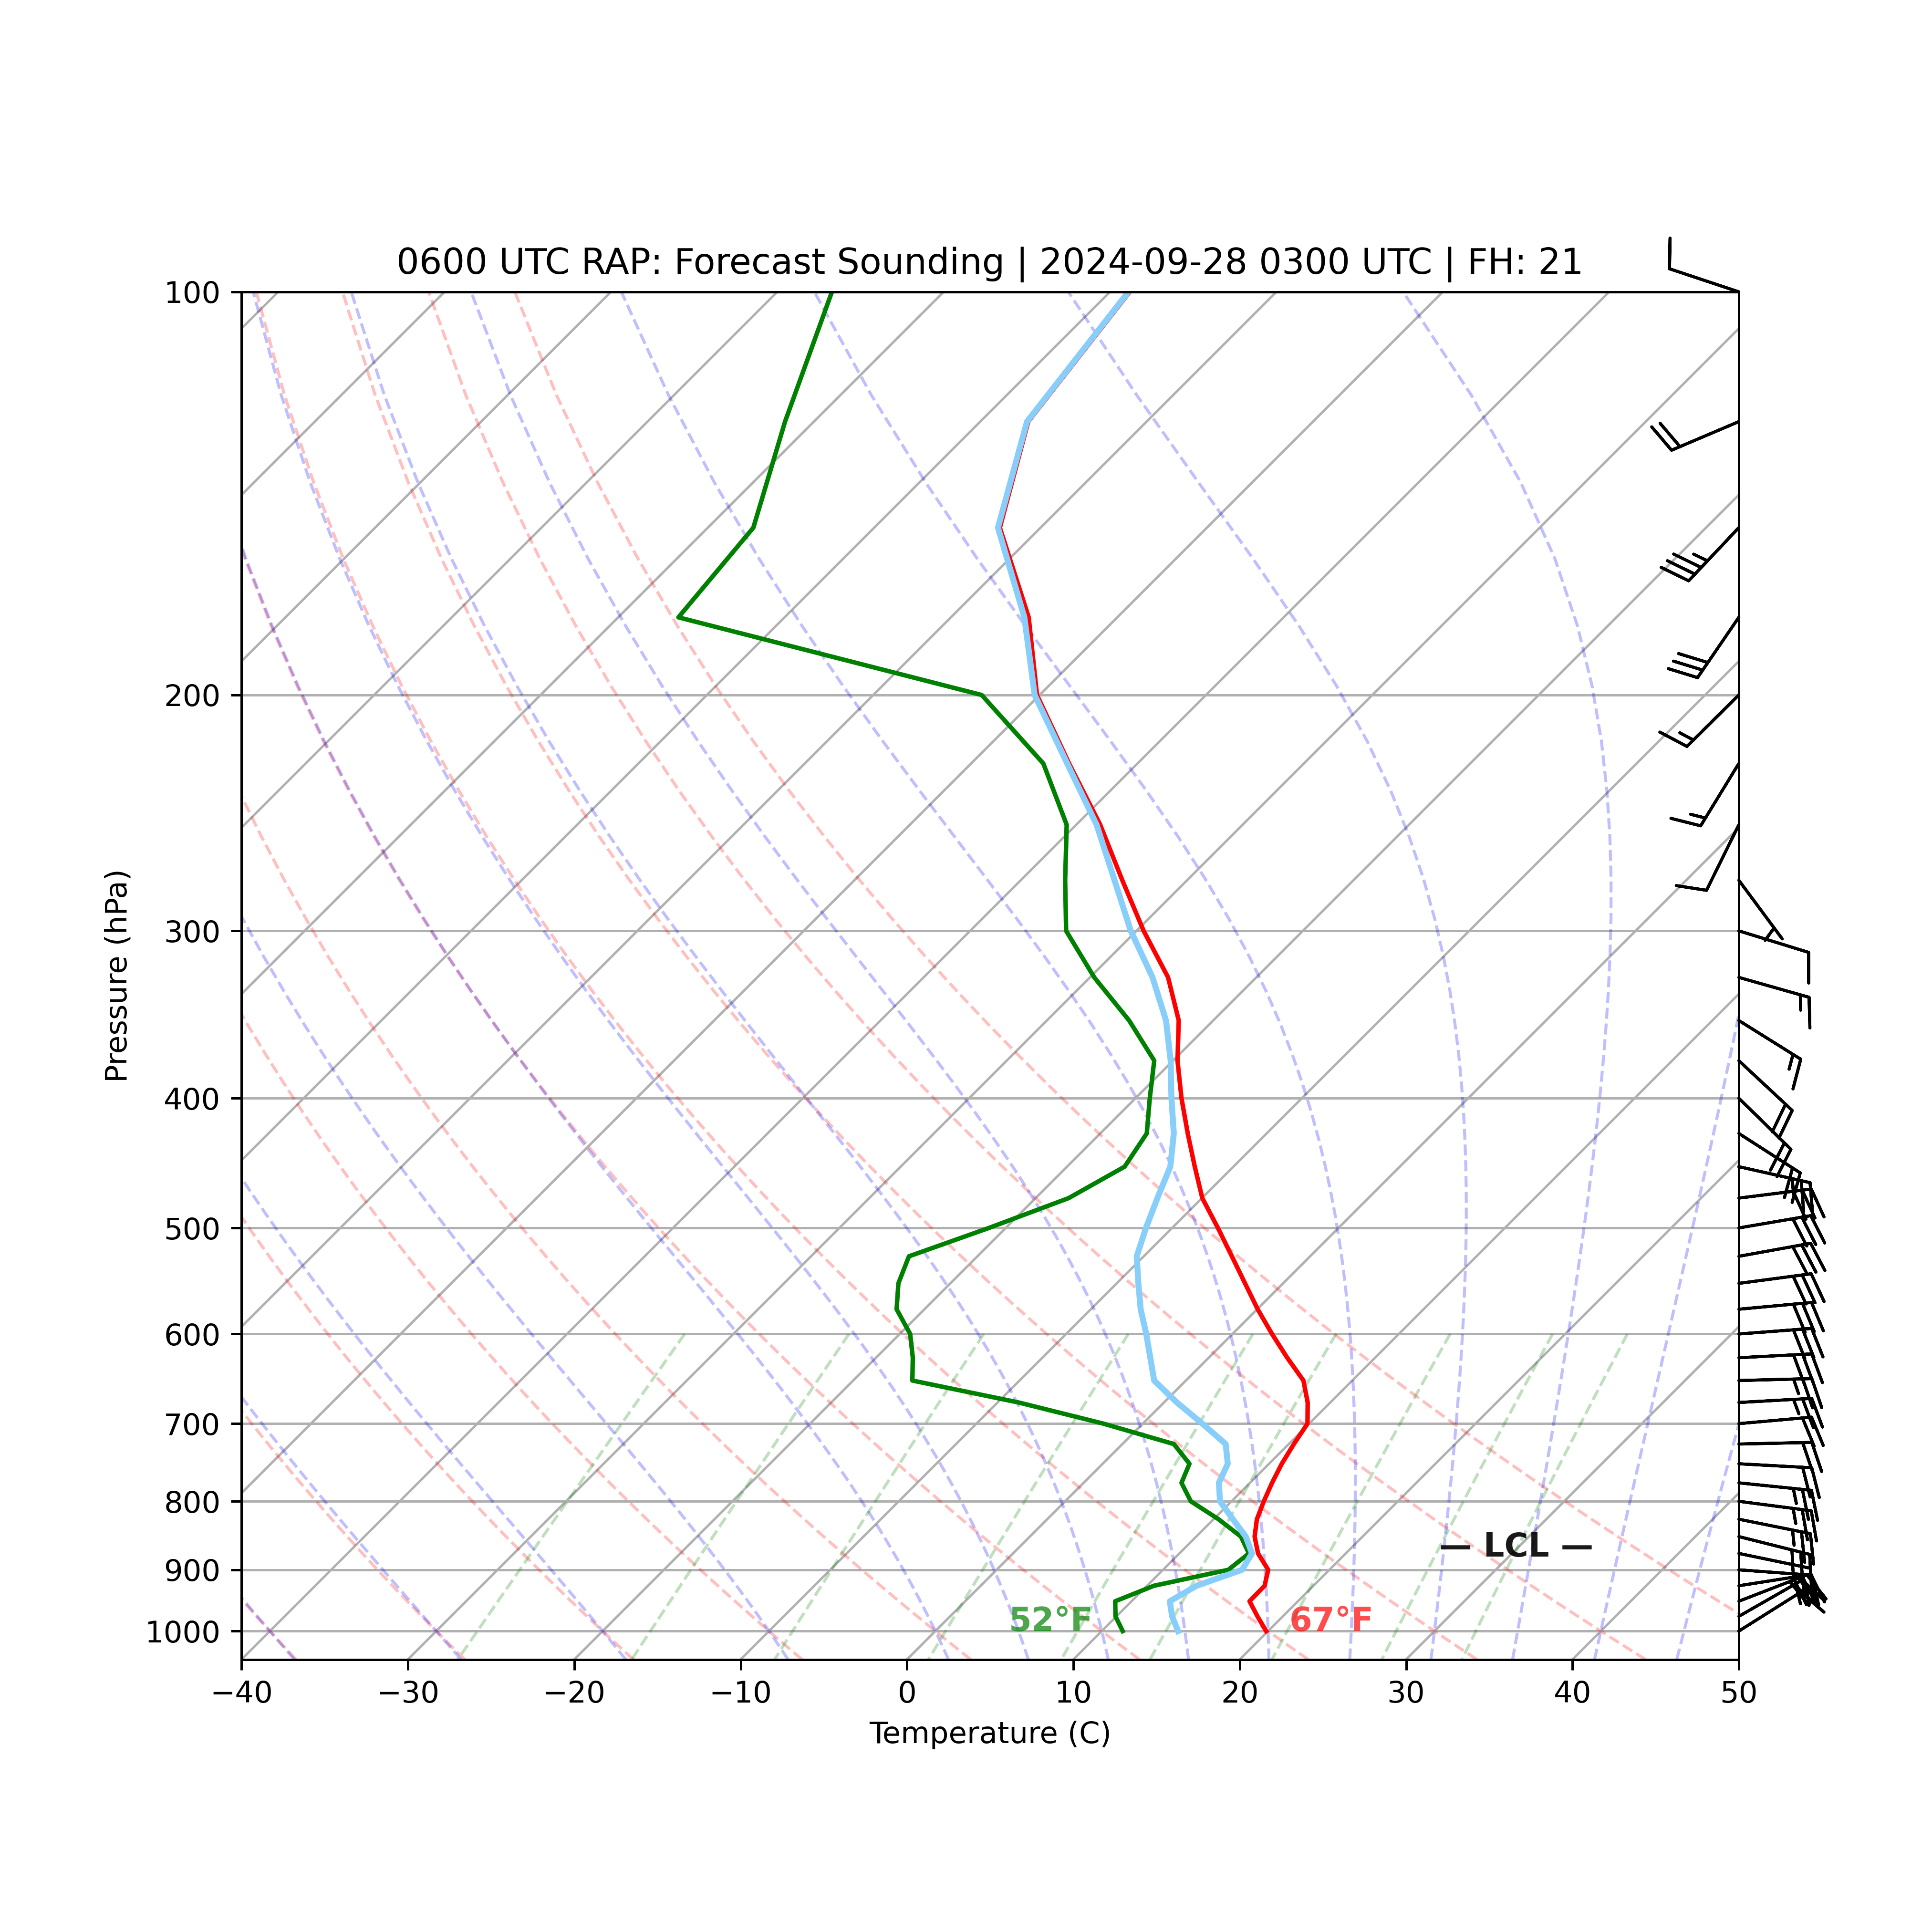 0600 UTC RAP: Forecast Sounding | 2024-09-28 0300 UTC | FH: 21
100
200
300
400
500
600
700
800
900
1000
Pressure (hPa)
— LCL —
52°F
67°F
−40 −30 −20 −10 0 10 20 30 40 50
Temperature (C)